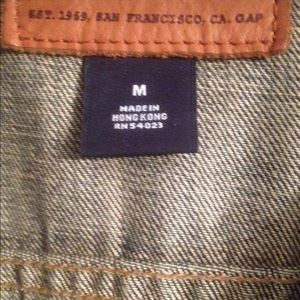 EST. 1969, SAN FRANCISCO, CA. GAP
M
MADE IN
HONG KONG
RN 54023